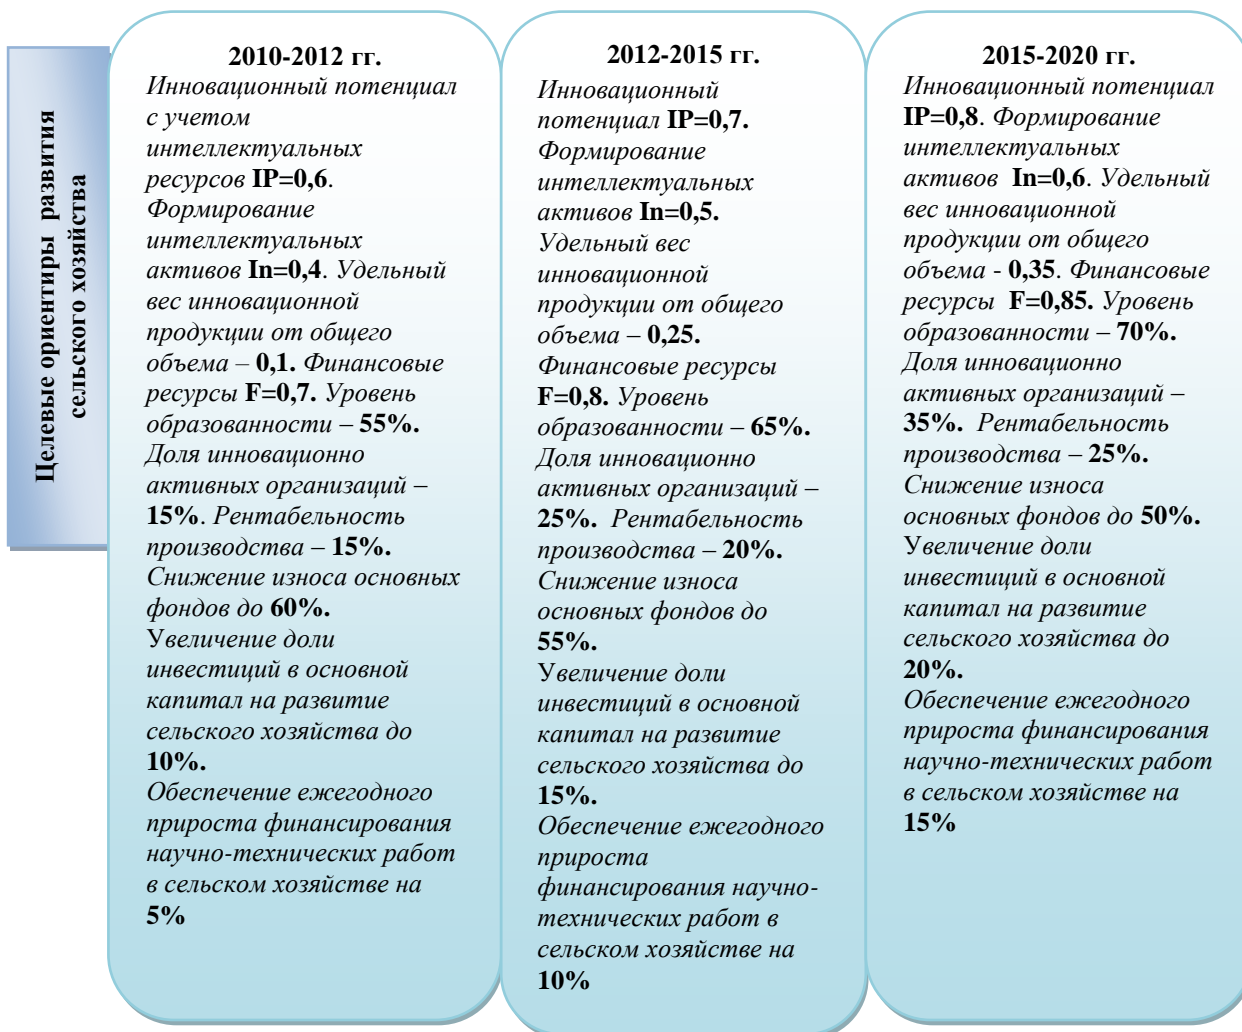 Целевые ориентиры развития
сельского хозяйства
2010-2012 гг.
Инновационный потенциал
с учетом
интеллектуальных
ресурсов IP=0,6.
Формирование
интеллектуальных
активов In=0,4. Удельный
вес инновационной
продукции от общего
объема – 0,1. Финансовые
ресурсы F=0,7. Уровень
образованности – 55%.
Доля инновационно
активных организаций –
15%. Рентабельность
производства – 15%.
Снижение износа основных
фондов до 60%.
Увеличение доли
инвестиций в основной
капитал на развитие
сельского хозяйства до
10%.
Обеспечение ежегодного
прироста финансирования
научно-технических работ
в сельском хозяйстве на
5%
2012-2015 гг.
Инновационный
потенциал IP=0,7.
Формирование
интеллектуальных
активов In=0,5.
Удельный вес
инновационной
продукции от общего
объема – 0,25.
Финансовые ресурсы
F=0,8. Уровень
образованности – 65%.
Доля инновационно
активных организаций –
25%. Рентабельность
производства – 20%.
Снижение износа
основных фондов до
55%.
Увеличение доли
инвестиций в основной
капитал на развитие
сельского хозяйства до
15%.
Обеспечение ежегодного
прироста
финансирования научно-
технических работ в
сельском хозяйстве на
10%
2015-2020 гг.
Инновационный потенциал
IP=0,8. Формирование
интеллектуальных
активов In=0,6. Удельный
вес инновационной
продукции от общего
объема - 0,35. Финансовые
ресурсы F=0,85. Уровень
образованности – 70%.
Доля инновационно
активных организаций –
35%. Рентабельность
производства – 25%.
Снижение износа
основных фондов до 50%.
Увеличение доли
инвестиций в основной
капитал на развитие
сельского хозяйства до
20%.
Обеспечение ежегодного
прироста финансирования
научно-технических работ
в сельском хозяйстве на
15%